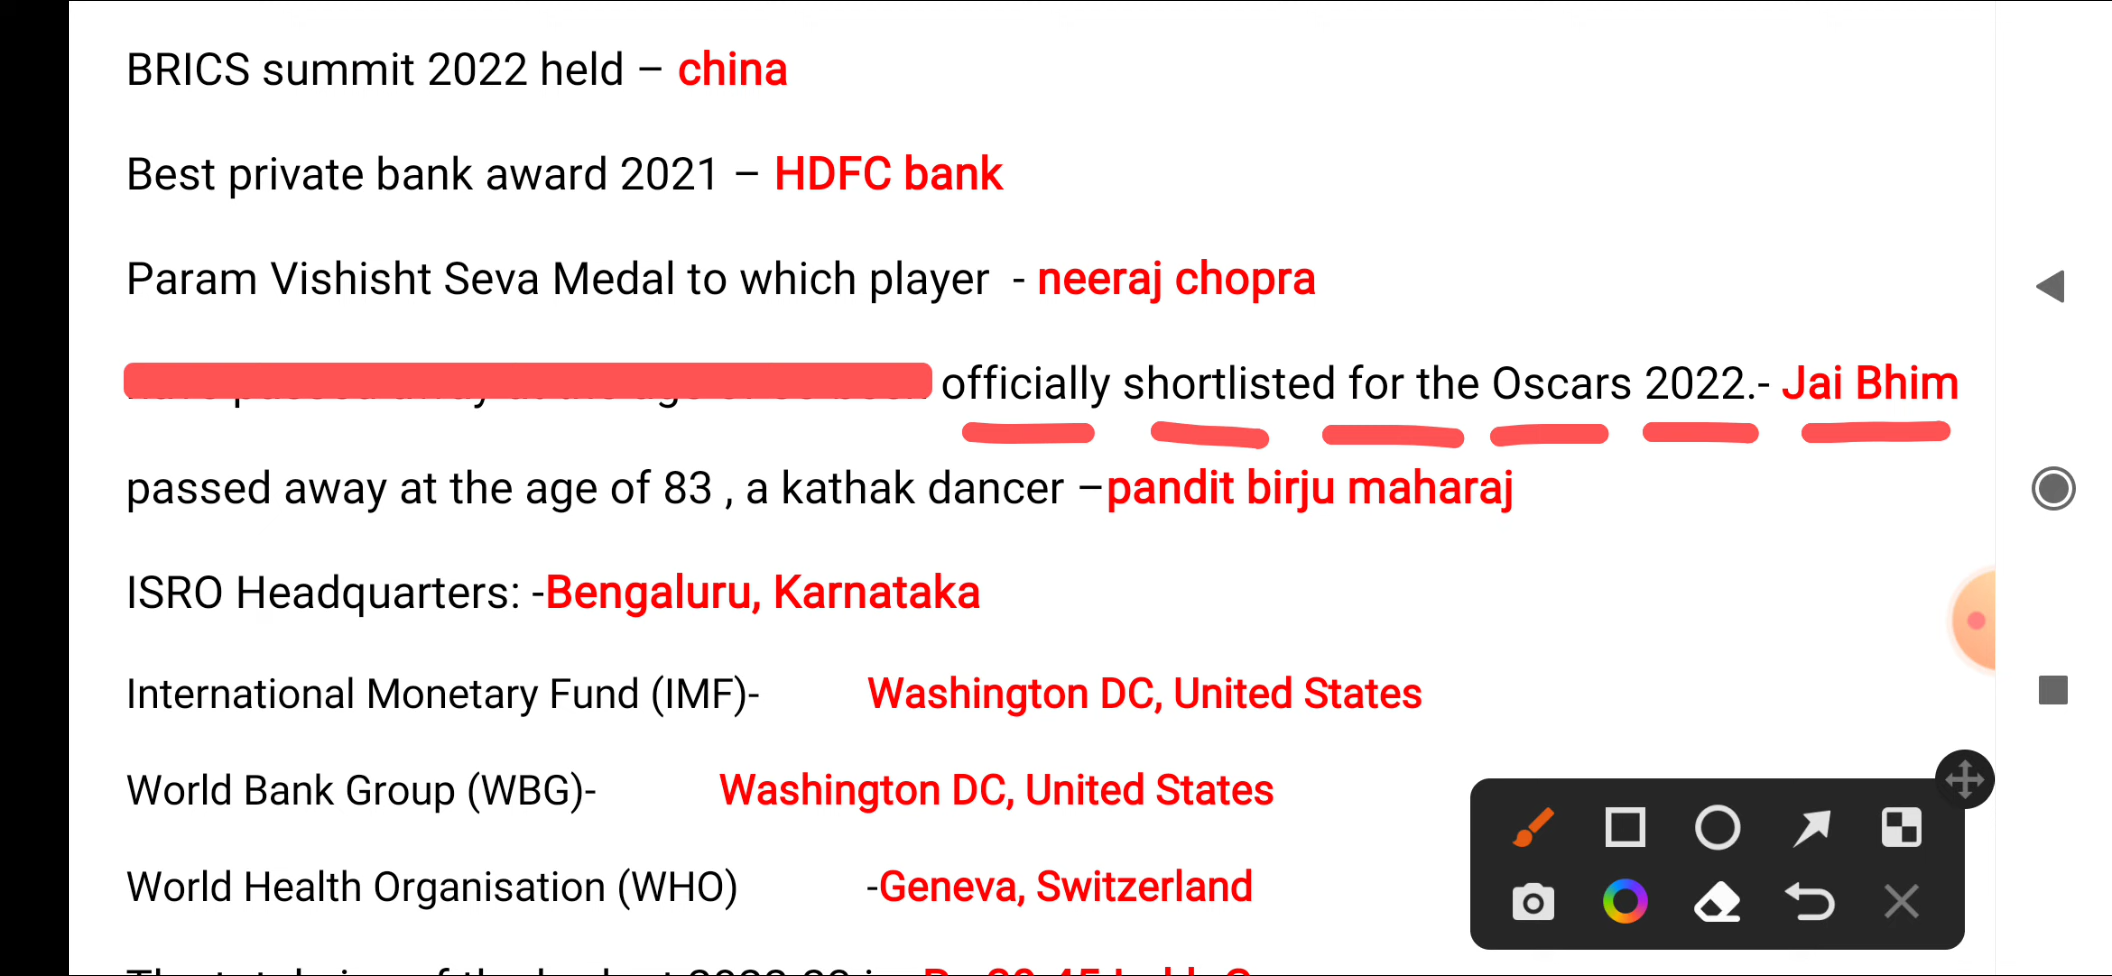 BRICS summit 2022 held – china
Best private bank award 2021 – HDFC bank
Param Vishisht Seva Medal to which player - neeraj chopra
officially shortlisted for the Oscars 2022.- Jai Bhim
passed away at the age of 83 , a kathak dancer –pandit birju maharaj
ISRO Headquarters: -Bengaluru, Karnataka
International Monetary Fund (IMF)- Washington DC, United States
World Bank Group (WBG)- Washington DC, United States
World Health Organisation (WHO) -Geneva, Switzerland